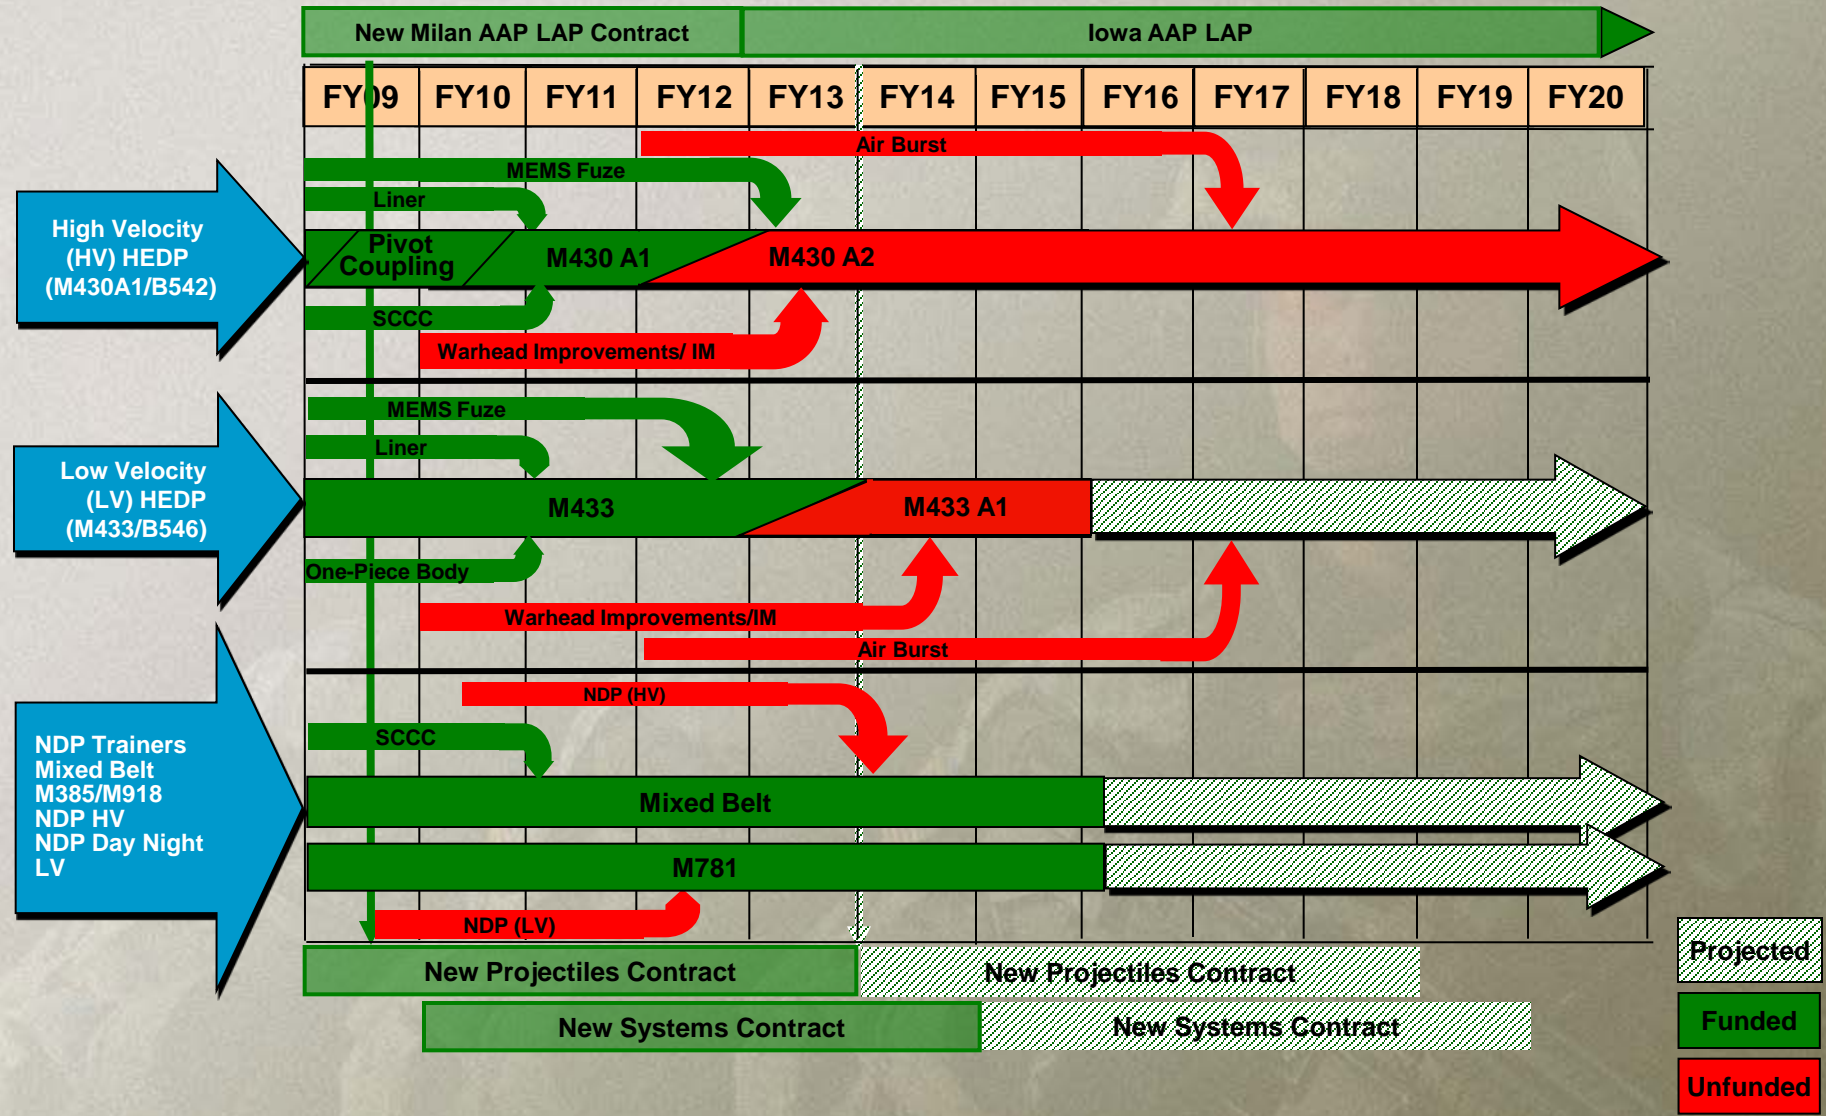 New Milan AAP LAP Contract
Iowa AAP LAP
FY09
FY10
FY11
FY12
FY13
FY14
FY15
FY16
FY17
FY18
FY19
FY20
Air Burst
MEMS Fuze
Liner
High Velocity
(HV) HEDP
(M430A1/B542)
Pivot
Coupling
M430 A1
M430 A2
SCCC
Warhead Improvements/ IM
MEMS Fuze
Liner
Low Velocity
(LV) HEDP
(M433/B546)
M433
M433 A1
One-Piece Body
Warhead Improvements/IM
Air Burst
NDP (HV)
SCCC
NDP Trainers
Mixed Belt
M385/M918
NDP HV
NDP Day Night
LV
Mixed Belt
M781
NDP (LV)
New Projectiles Contract
New Projectiles Contract
New Systems Contract
New Systems Contract
Projected
Funded
Unfunded